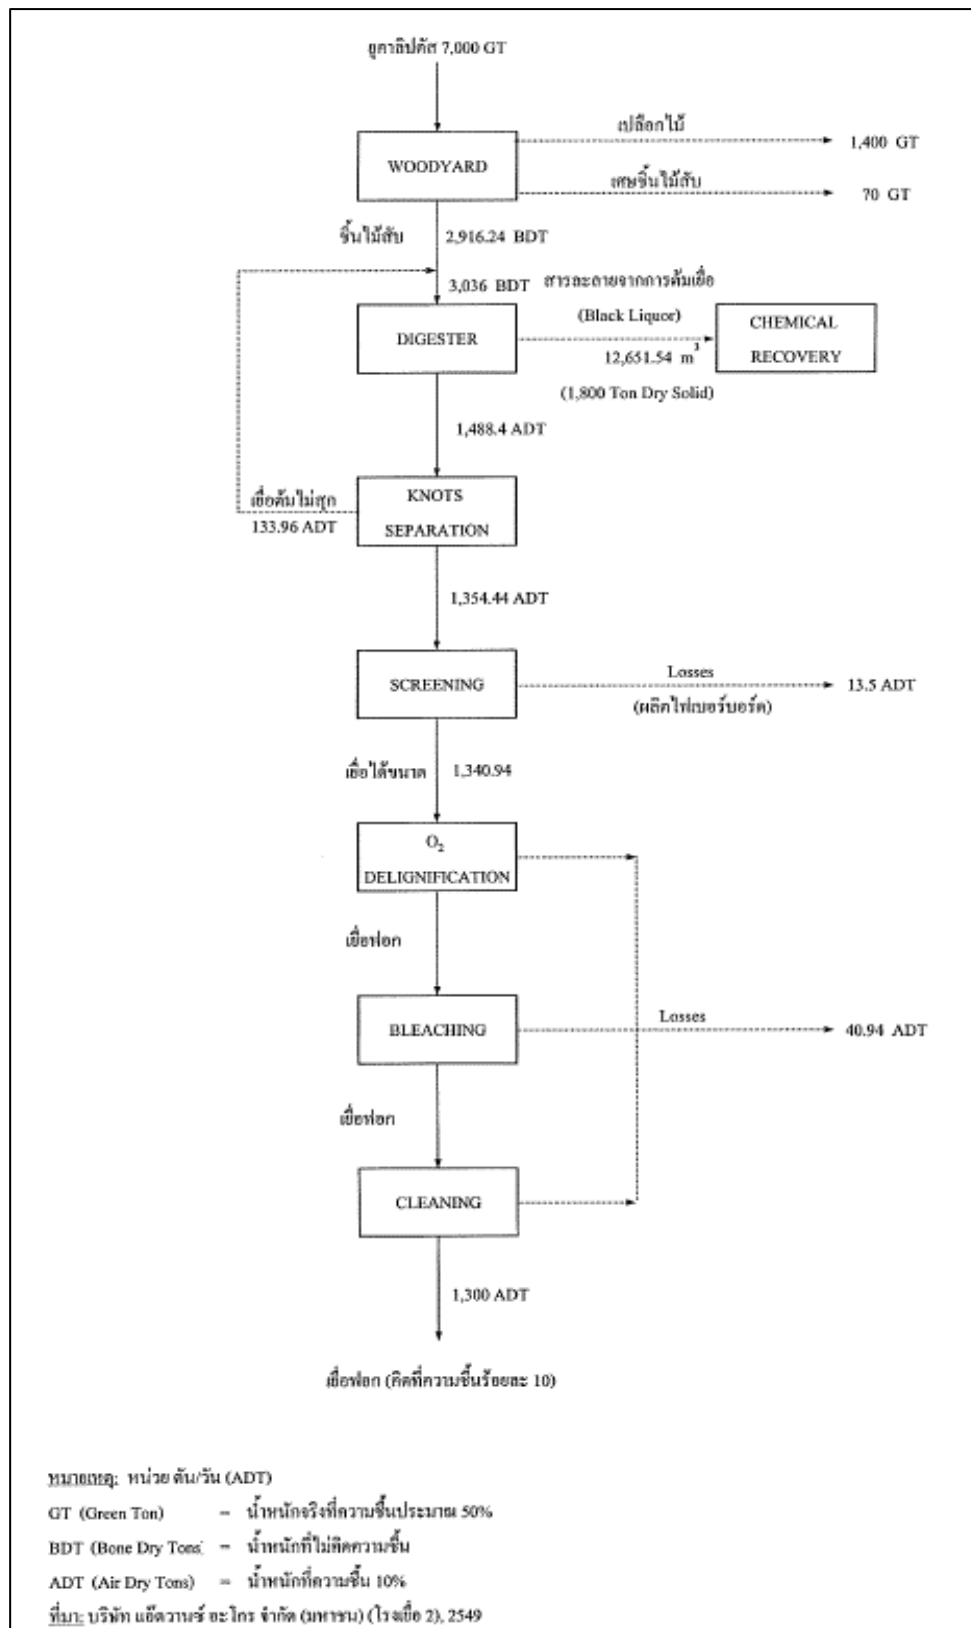 ยูคาลิปตัส 7,000 GT
WOODYARD
เปลือกไม้
1,400 GT
เศษชิ้นไม้สับ
70 GT
ชิ้นไม้สับ
2,916.24 BDT
3,036 BDT
สารละลายจากการต้มเยื่อ
(Black Liquor)
DIGESTER
12,651.54 m³
(1,800 Ton Dry Solid)
CHEMICAL
RECOVERY
1,488.4 ADT
KNOTS
SEPARATION
เยื่อต้มไม่สุก
133.96 ADT
1,354.44 ADT
SCREENING
Losses
(ผลิตไฟเบอร์บอร์ด)
13.5 ADT
เยื่อได้ขนาด
1,340.94
O₂
DELIGNIFICATION
เยื่อฟอก
BLEACHING
Losses
40.94 ADT
เยื่อฟอก
CLEANING
1,300 ADT
เยื่อฟอก (คิดที่ความชื้นร้อยละ 10)
หมายเหตุ: หน่วย ตัน/วัน (ADT)
GT (Green Ton) = น้ำหนักจริงที่ความชื้นประมาณ 50%
BDT (Bone Dry Tons) = น้ำหนักที่ไม่คิดความชื้น
ADT (Air Dry Tons) = น้ำหนักที่ความชื้น 10%
ที่มา: บริษัท แอ๊ดวานซ์ อะโกร จำกัด (มหาชน) (โรงเยื่อ 2), 2549